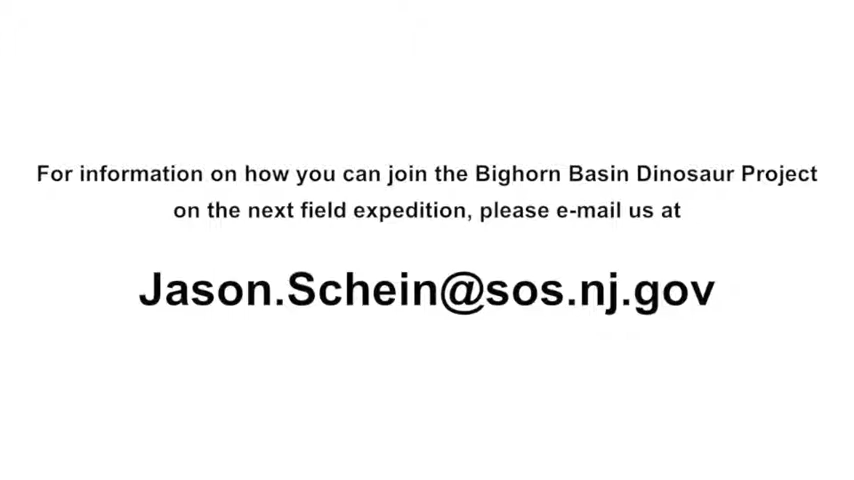 For information on how you can join the Bighorn Basin Dinosaur Project
on the next field expedition, please e-mail us at
Jason.Schein@sos.nj.gov